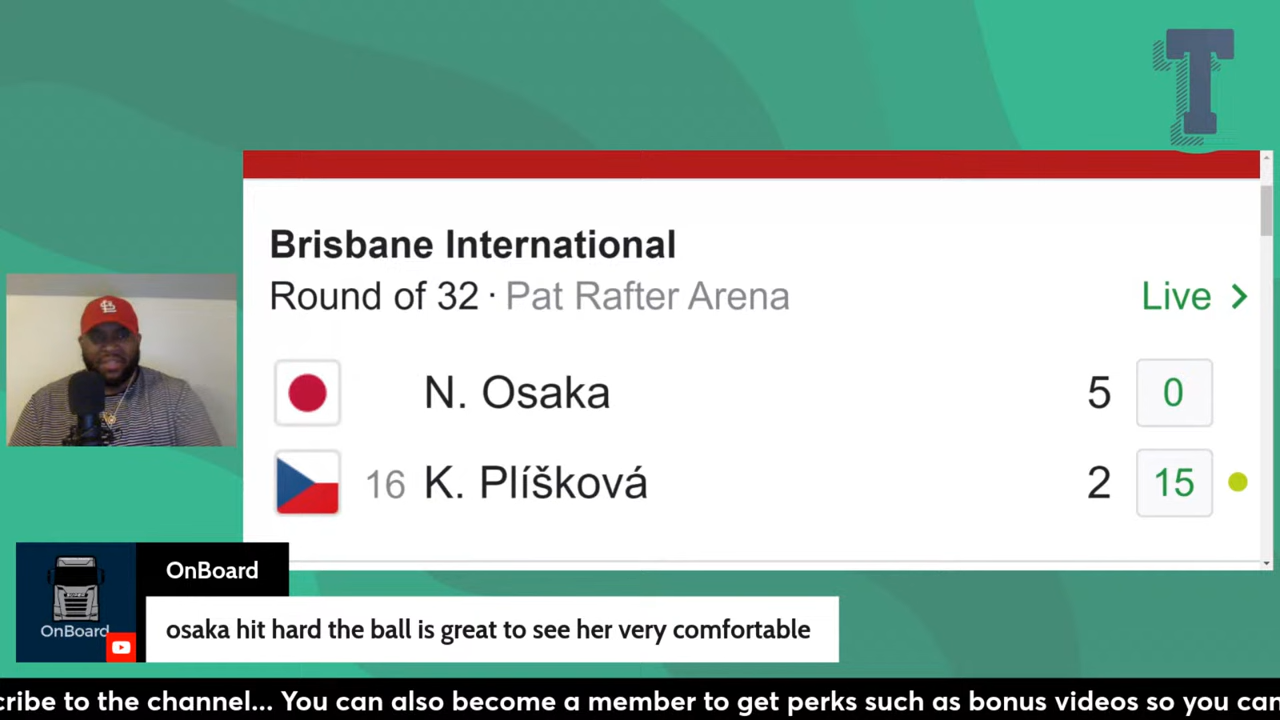 T
Brisbane International
Round of 32 · Pat Rafter Arena
Live >
N. Osaka 5 0
16 K. Plíšková 2 15
OnBoard
OnBoard
osaka hit hard the ball is great to see her very comfortable
cribe to the channel... You can also become a member to get perks such as bonus videos so you can